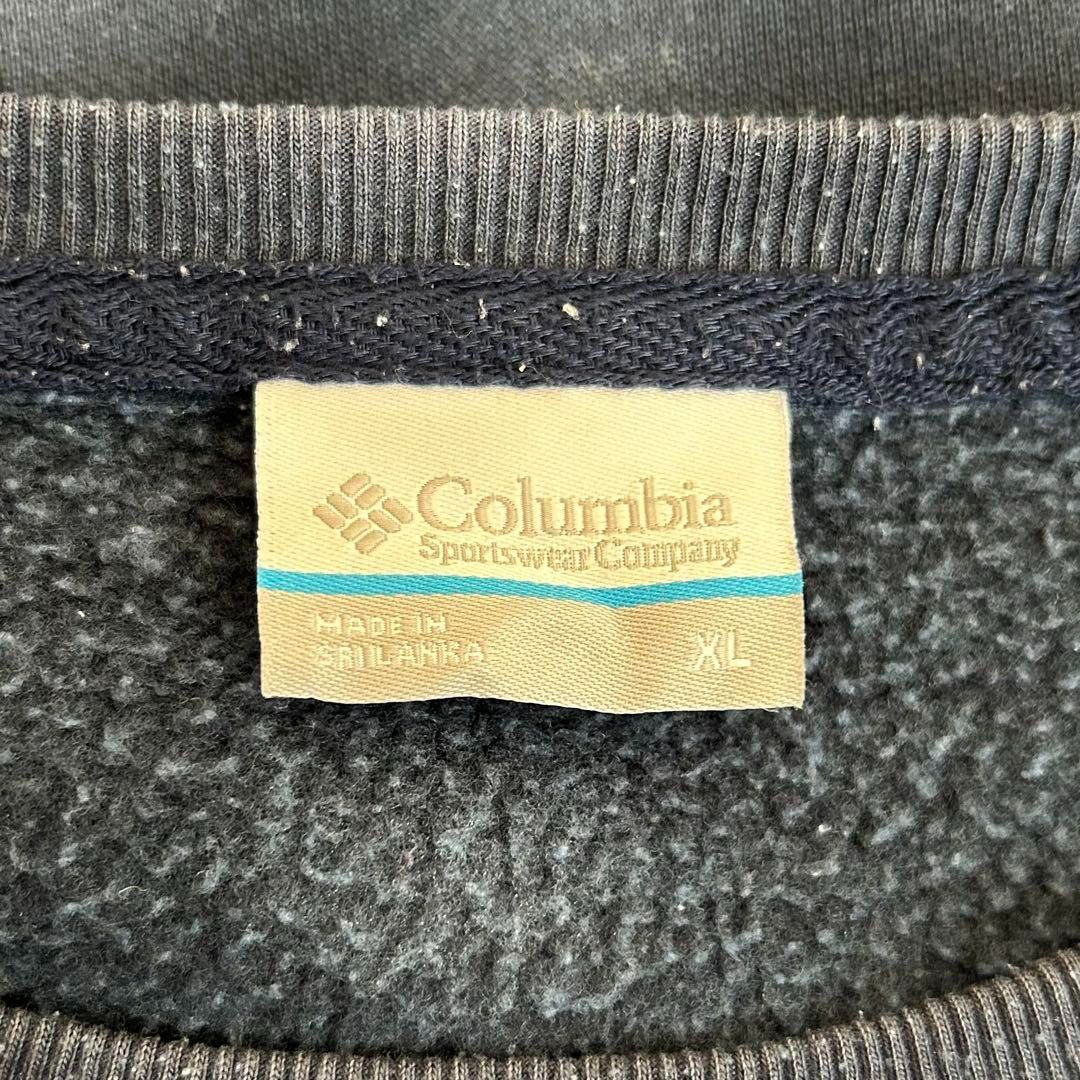 Columbia
Sportswear Company
MADE IN
SRI LANKA
XL